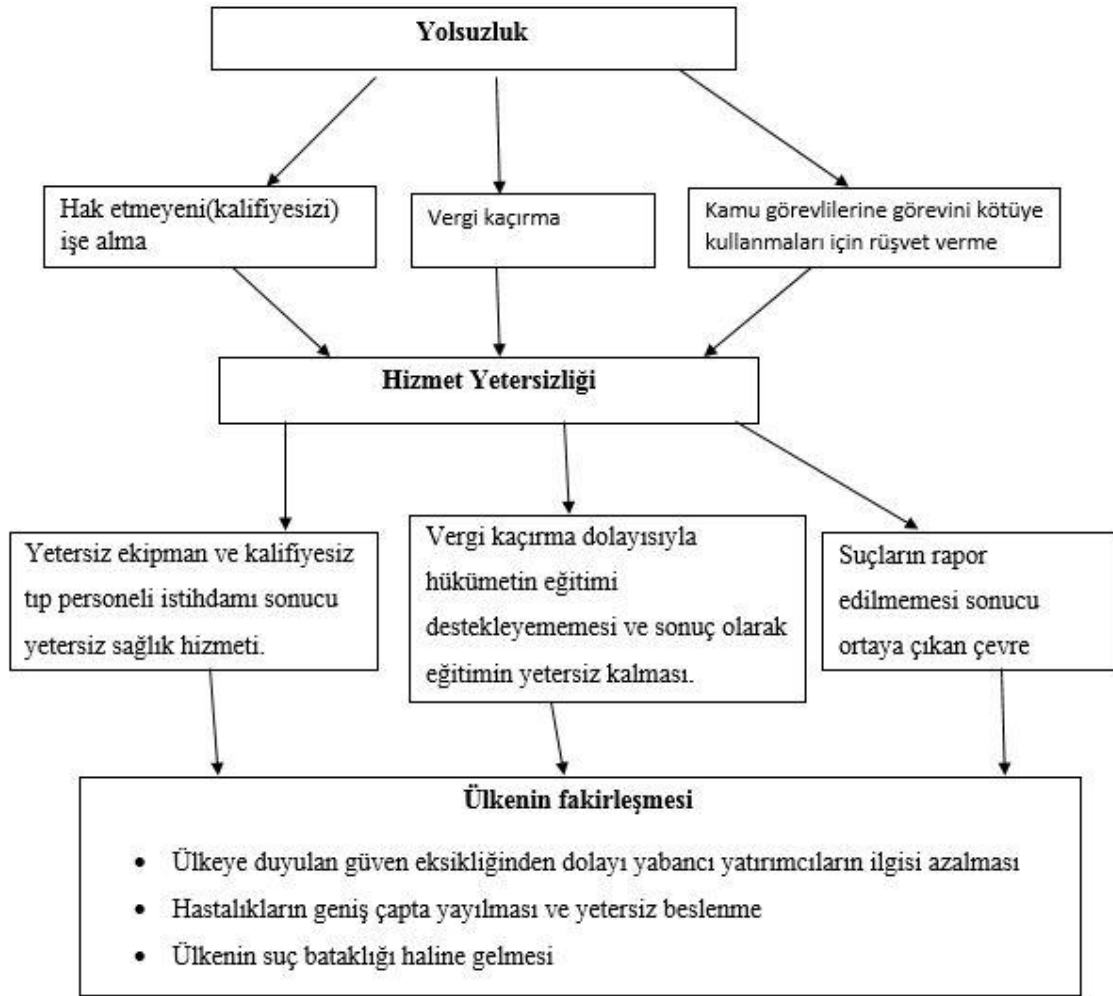 Yolsuzluk
Hak etmeyeni(kalifiyesizi)
işe alma
Vergi kaçırma
Kamu görevlilerine görevini kötüye
kullanmaları için rüşvet verme
Hizmet Yetersizliği
Yetersiz ekipman ve kalifiyesiz
tıp personeli istihdamı sonucu
yetersiz sağlık hizmeti.
Vergi kaçırma dolayısıyla
hükümetin eğitimi
destekleyememesi ve sonuç olarak
eğitimin yetersiz kalması.
Suçların rapor
edilmemesi sonucu
ortaya çıkan çevre
Ülkenin fakirleşmesi
• Ülkeye duyulan güven eksikliğinden dolayı yabancı yatırımcıların ilgisi azalması
• Hastalıkların geniş çapta yayılması ve yetersiz beslenme
• Ülkenin suç bataklığı haline gelmesi